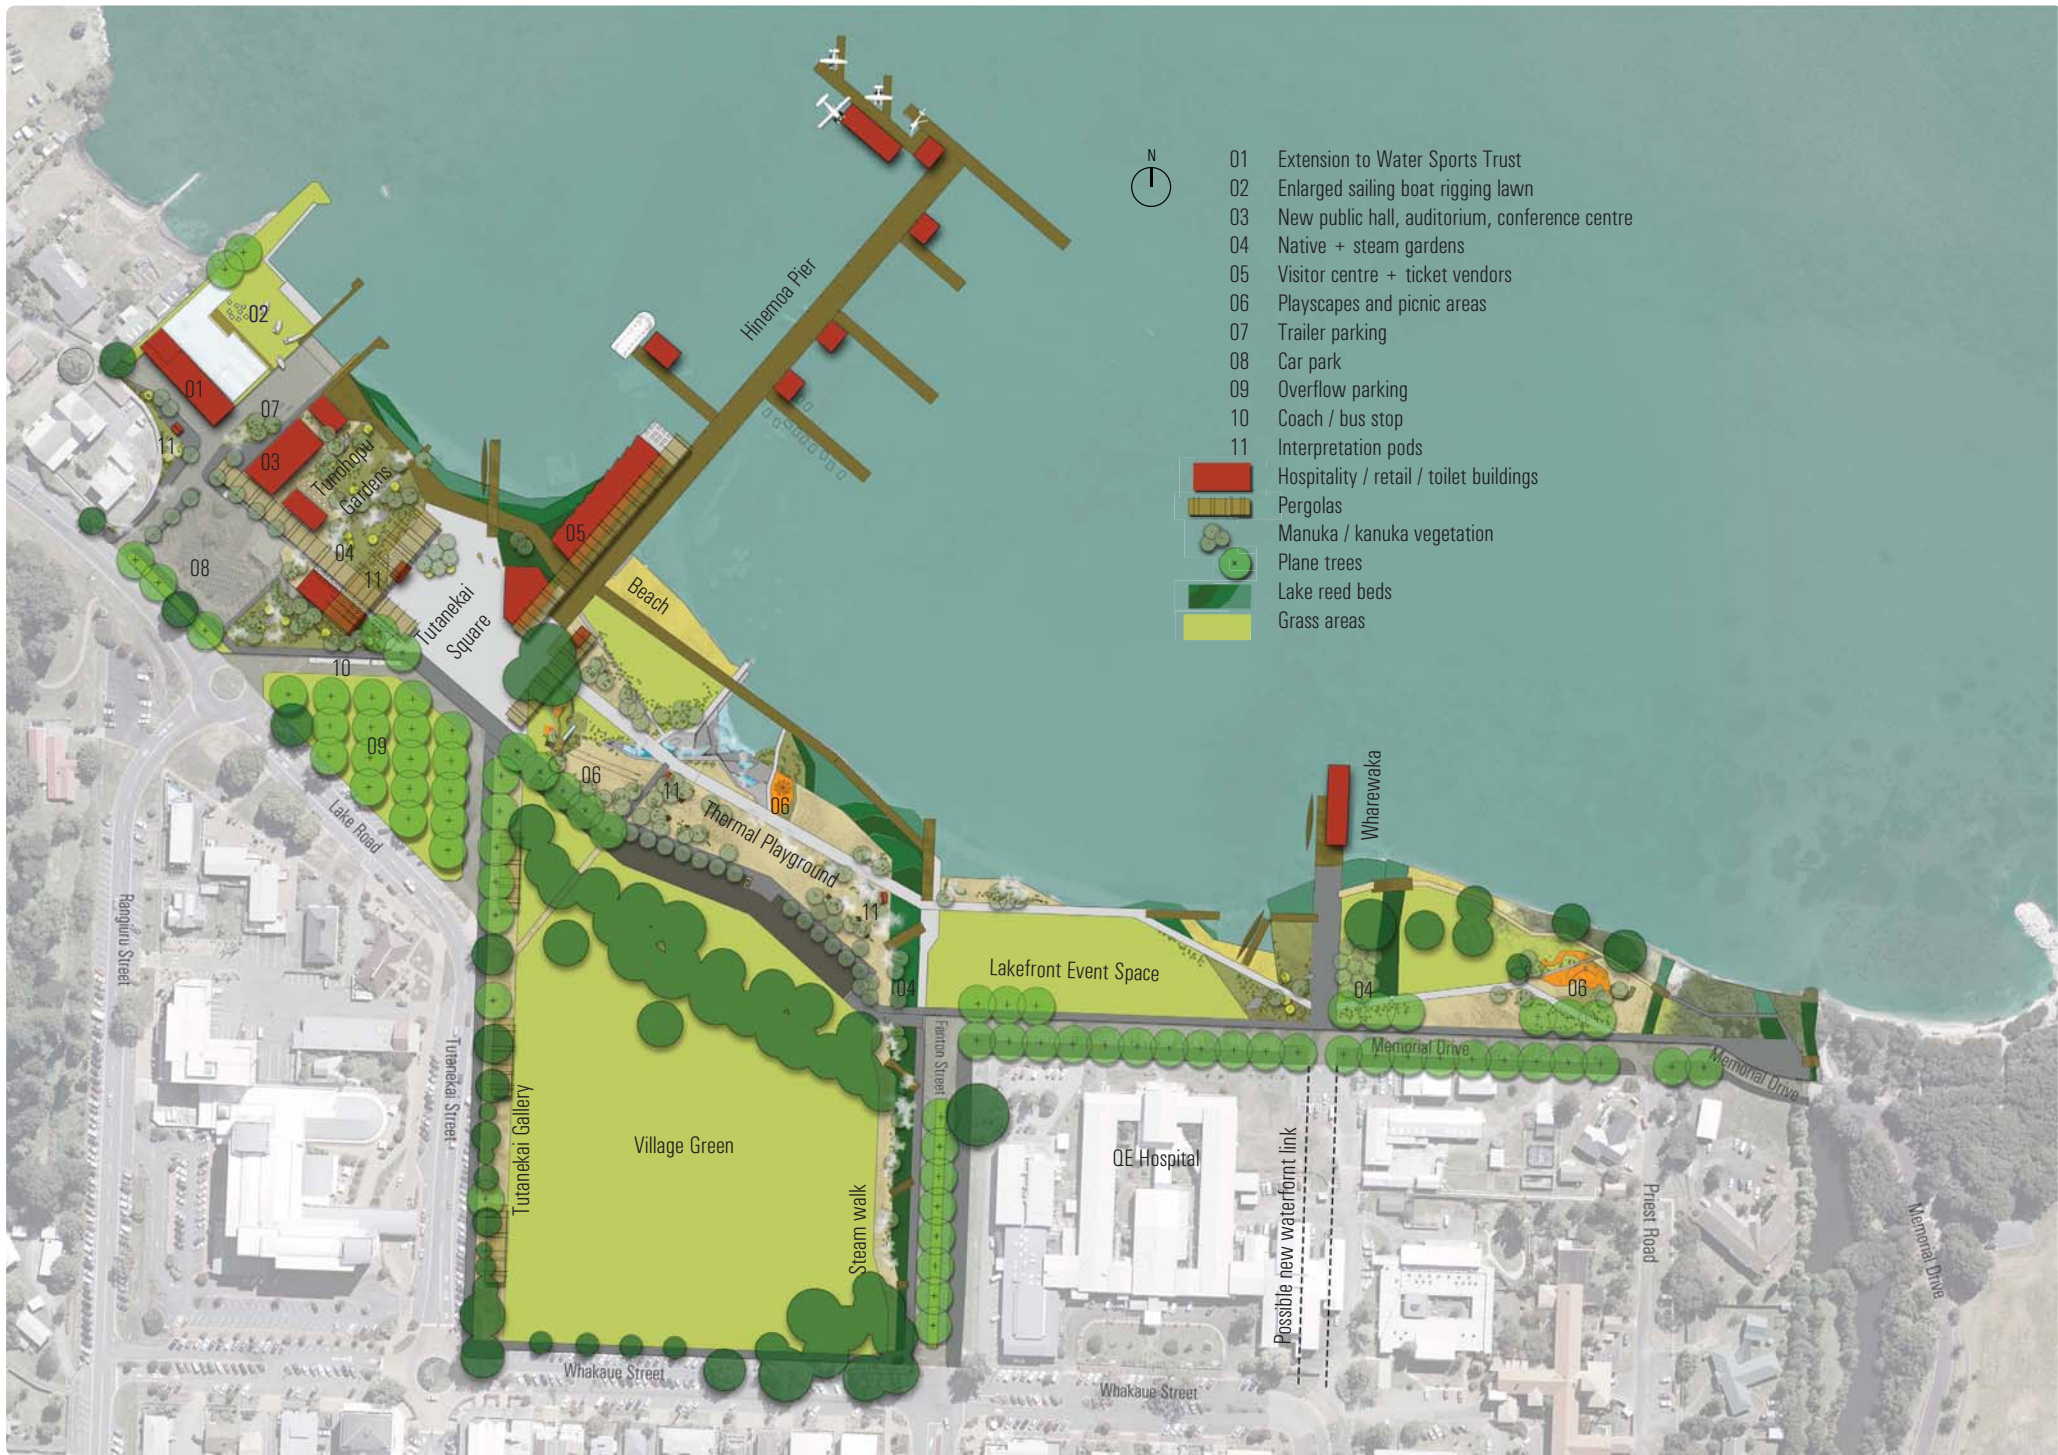 N
01 Extension to Water Sports Trust
02 Enlarged sailing boat rigging lawn
03 New public hall, auditorium, conference centre
04 Native + steam gardens
05 Visitor centre + ticket vendors
06 Playscapes and picnic areas
07 Trailer parking
08 Car park
09 Overflow parking
10 Coach / bus stop
11 Interpretation pods
Hospitality / retail / toilet buildings
Pergolas
Manuka / kanuka vegetation
Plane trees
Lake reed beds
Grass areas
Hinemoa Pier
02
01
07
11
03
Gardens
05
04
11
08
Beach
Tutanekai
Square
10
09
06
11
06
Thermal Playground
11
Wharewaka
Lake Road
Ranguru Street
Lakefront Event Space
04
04
06
Fenton Street
Memorial Drive
Memorial Drive
Tutanekai Street
Tutanekai Gallery
Village Green
Steam walk
QE Hospital
Possible new waterfornt link
Priest Road
Memorial Drive
Whakaue Street
Whakaue Street